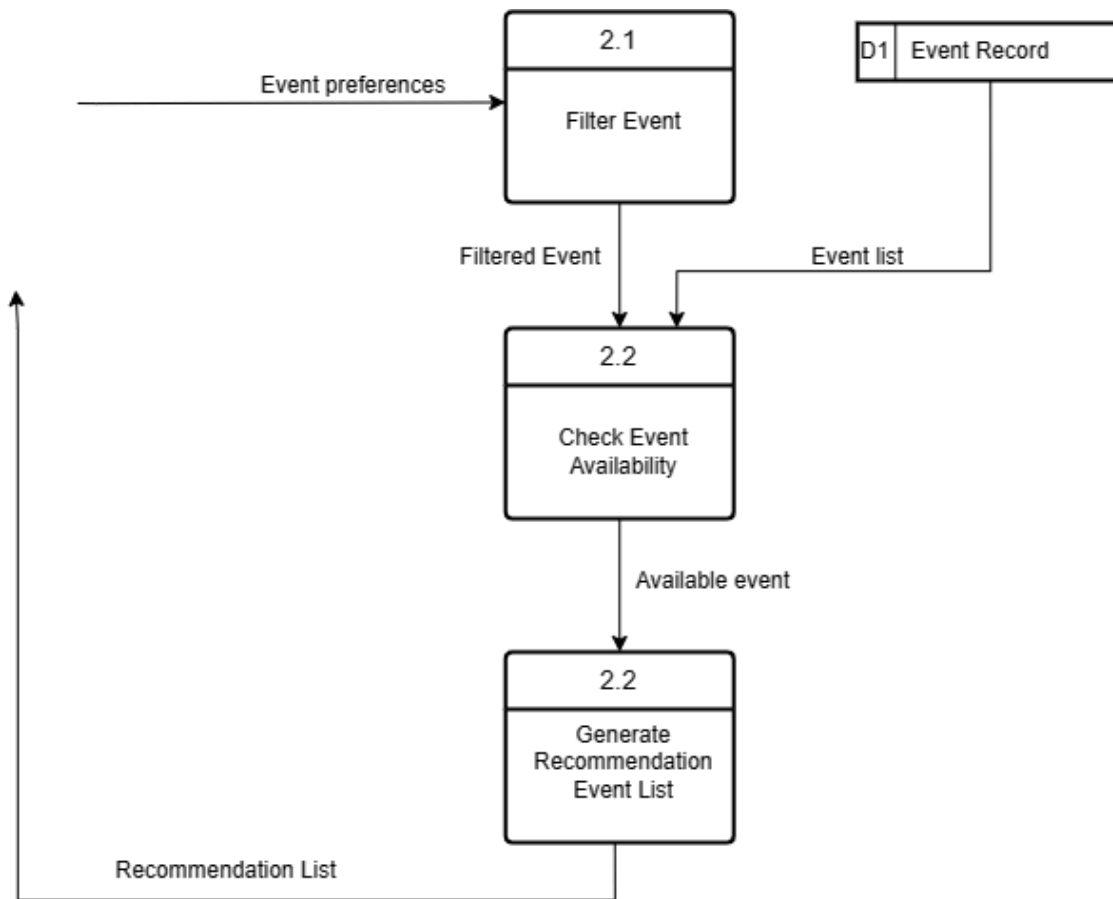 2.1
D1
Event Record
Event preferences
Filter Event
Filtered Event
Event list
2.2
Check Event
Availability
Available event
2.2
Generate
Recommendation
Event List
Recommendation List